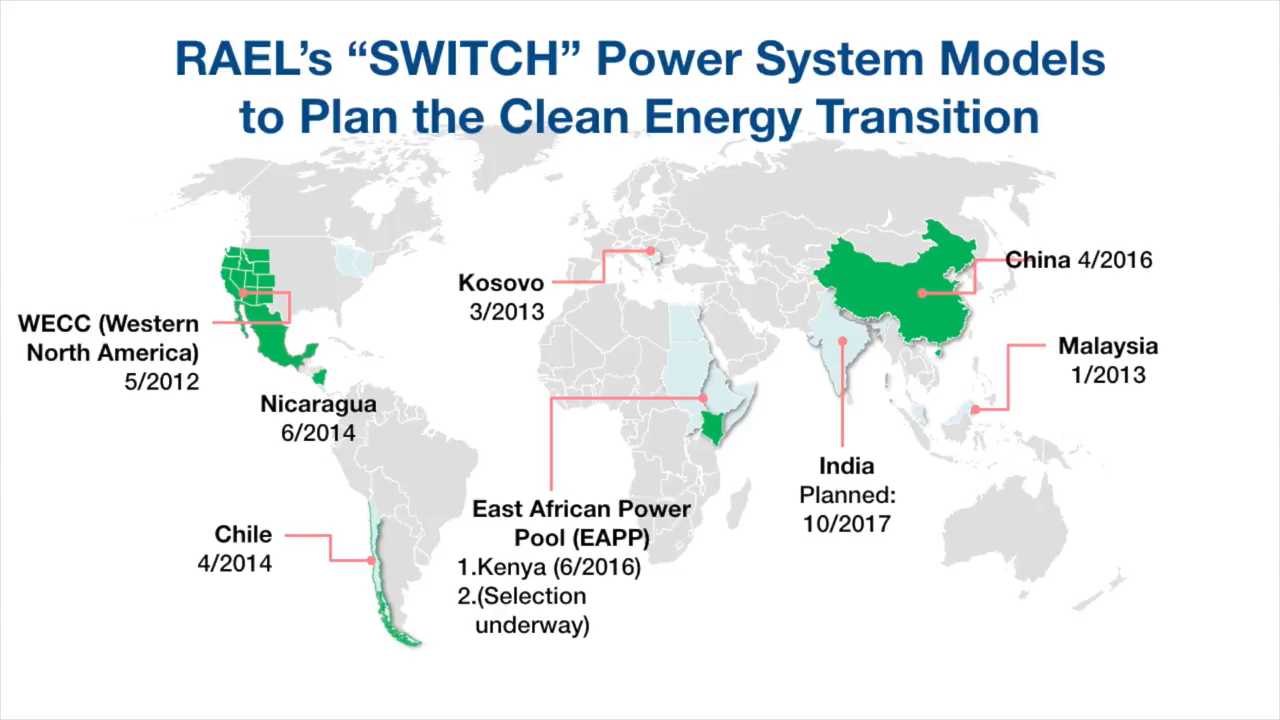 RAEL’s “SWITCH” Power System Models
to Plan the Clean Energy Transition
WECC (Western
North America)
5/2012
Nicaragua
6/2014
Chile
4/2014
Kosovo
3/2013
East African Power
Pool (EAPP)
1.Kenya (6/2016)
2.(Selection
underway)
India
Planned:
10/2017
China 4/2016
Malaysia
1/2013